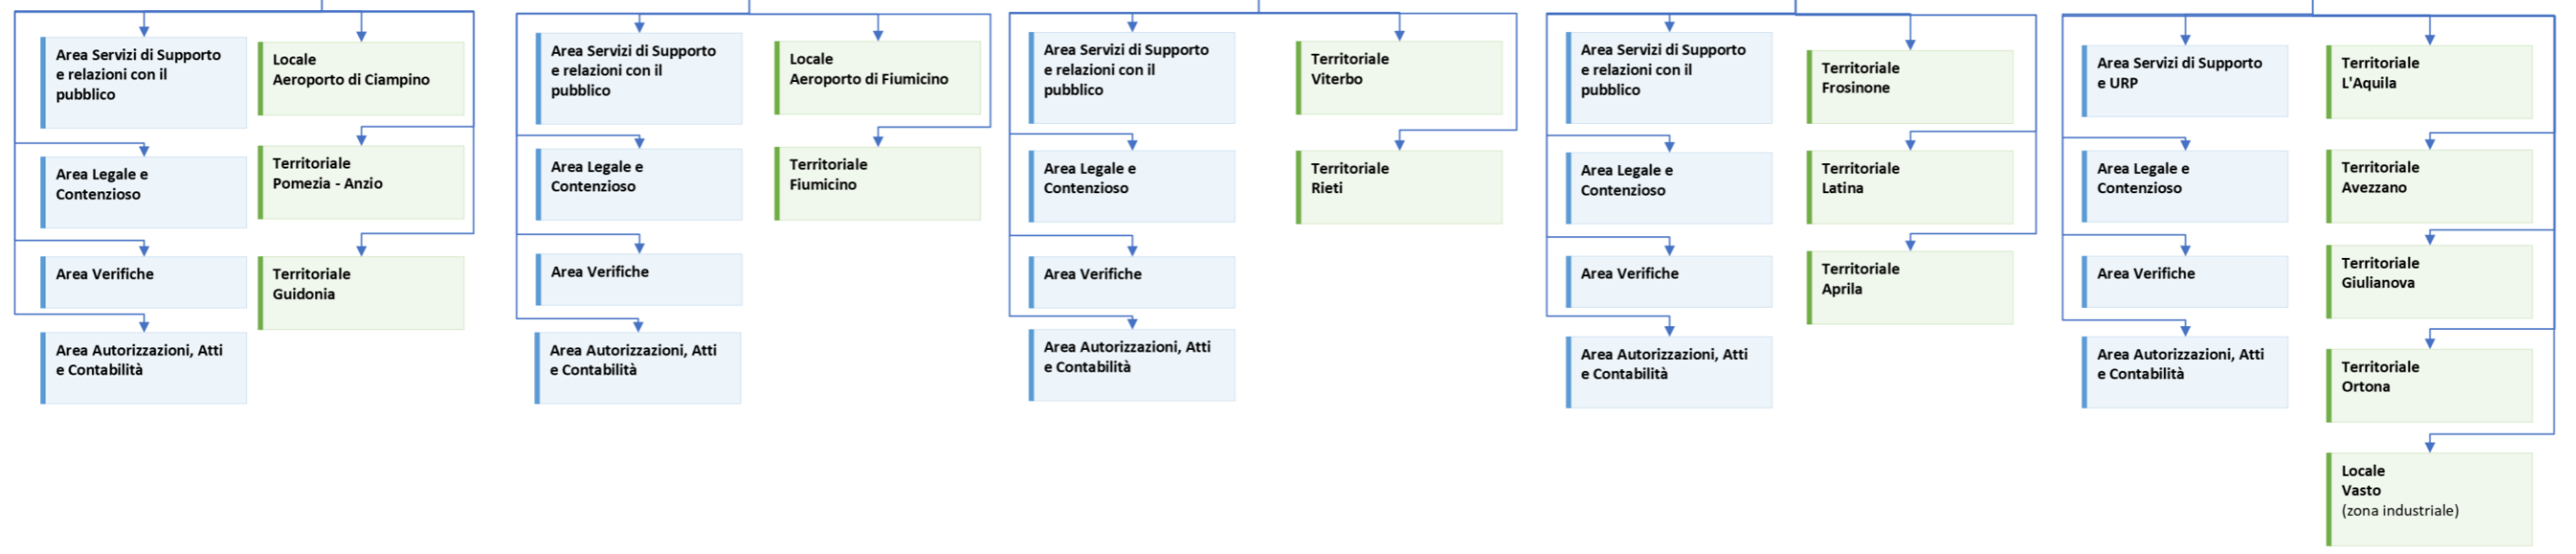 Area Servizi di Supporto
e relazioni con il
pubblico
Area Legale e
Contenzioso
Area Verifiche
Area Autorizzazioni, Atti
e Contabilità
Locale
Aeroporto di Ciampino
Territoriale
Pomezia - Anzio
Territoriale
Guidonia
Area Servizi di Supporto
e relazioni con il
pubblico
Area Legale e
Contenzioso
Area Verifiche
Area Autorizzazioni, Atti
e Contabilità
Locale
Aeroporto di Fiumicino
Territoriale
Fiumicino
Area Servizi di Supporto
e relazioni con il
pubblico
Area Legale e
Contenzioso
Area Verifiche
Area Autorizzazioni, Atti
e Contabilità
Territoriale
Viterbo
Territoriale
Rieti
Area Servizi di Supporto
e relazioni con il
pubblico
Area Legale e
Contenzioso
Area Verifiche
Area Autorizzazioni, Atti
e Contabilità
Territoriale
Frosinone
Territoriale
Latina
Territoriale
Aprila
Area Servizi di Supporto
e URP
Area Legale e
Contenzioso
Area Verifiche
Area Autorizzazioni, Atti
e Contabilità
Territoriale
L'Aquila
Territoriale
Avezzano
Territoriale
Giulianova
Territoriale
Ortona
Locale
Vasto
(zona industriale)